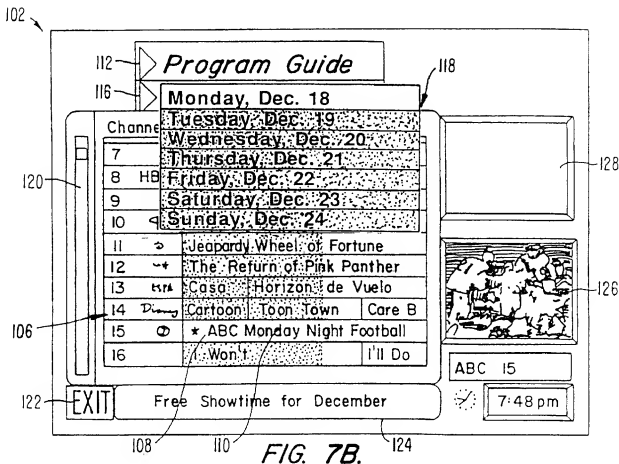 102
112
Program Guide
118
116
Monday, Dec. 18
Channe
Tuesday, Dec. 19
Wednesday, Dec. 20
7
Thursday, Dec. 21
128
120
8 HB
Friday, Dec. 22
9
Saturday, Dec. 23
10
Sunday, Dec. 24
11 Jeopardy Wheel of Fortune
12 The Return of Pink Panther
13 Casa Horizon de Vuelo
126
14 Disney Cartoon Toon Town Care B
106
15 ★ ABC Monday Night Football
16 Won't I'll Do
ABC 15
122
EXIT
Free Showtime for December
7:48pm
108
110
124
FIG. 7B.